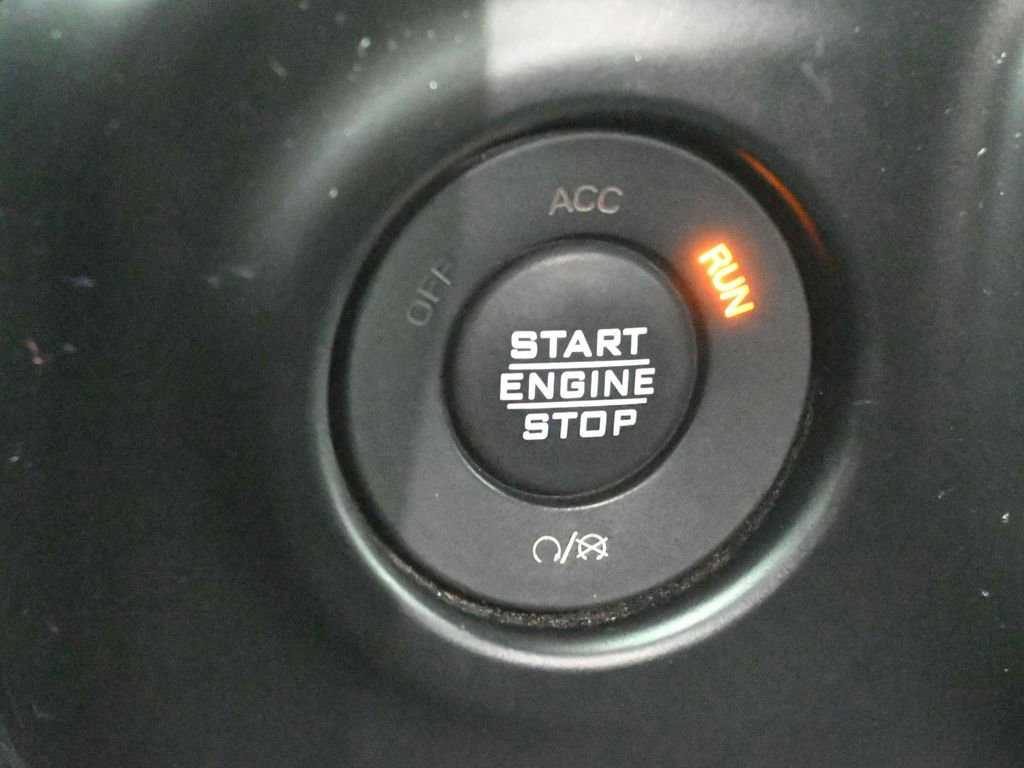 ACC
OFF
RUN
START
ENGINE
STOP